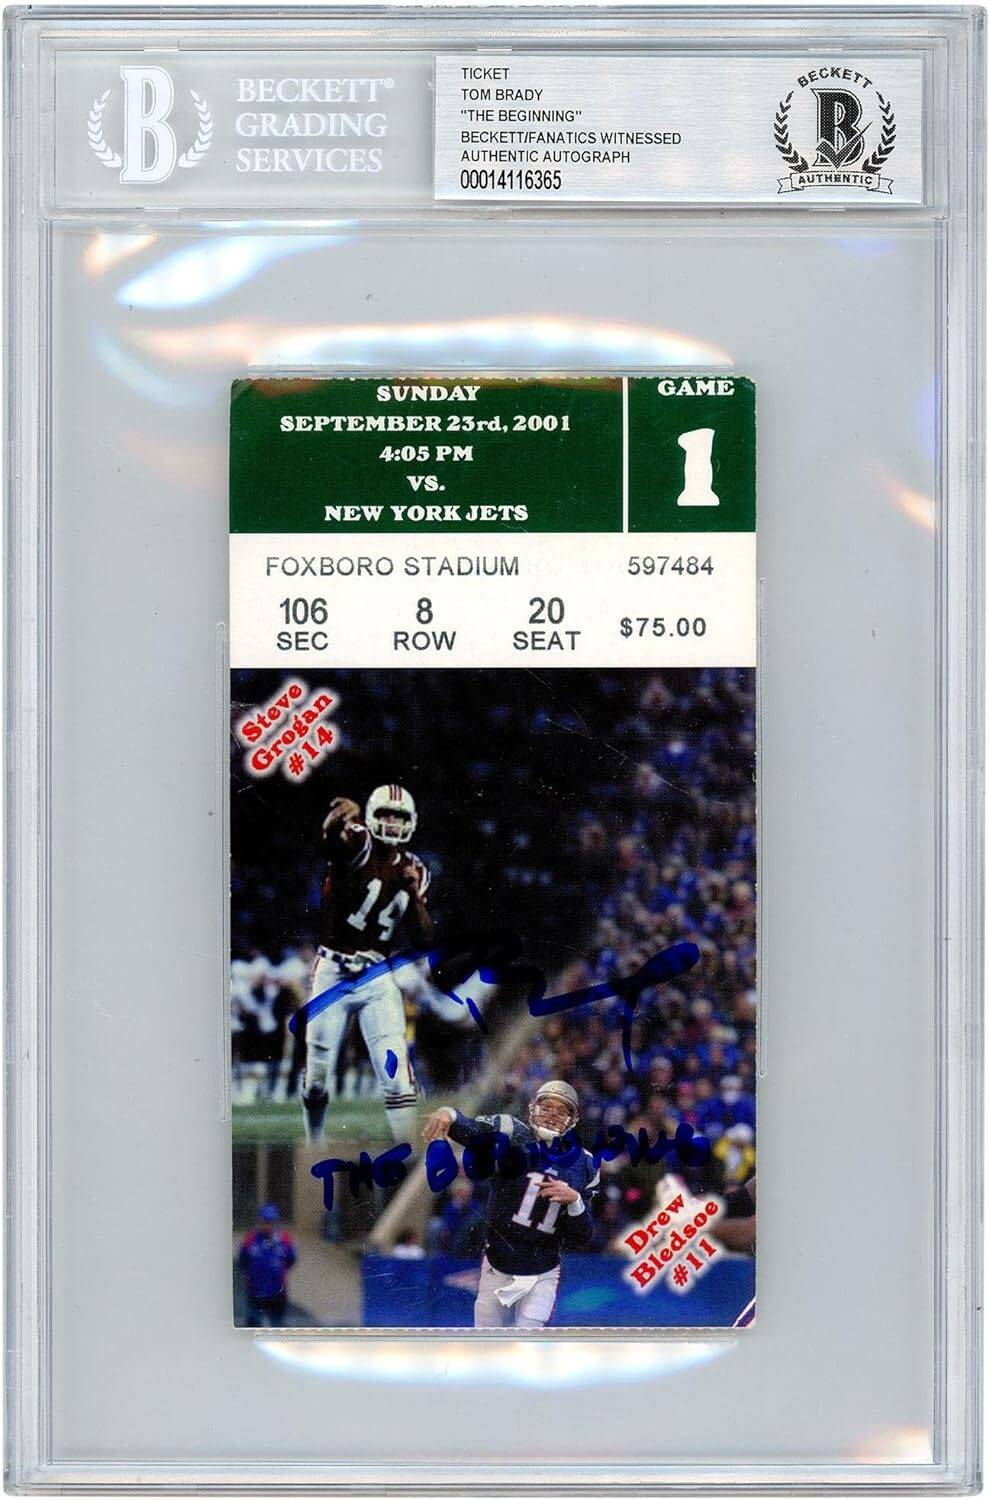 B
BECKETT®
GRADING
SERVICES
TICKET
TOM BRADY
"THE BEGINNING"
BECKETT/FANATICS WITNESSED
AUTHENTIC AUTOGRAPH
00014116365
BECKETT
B
AUTHENTIC
SUNDAY
SEPTEMBER 23rd, 2001
4:05 PM
VS.
NEW YORK JETS
GAME
1
FOXBORO STADIUM 597484
106 8 20 $75.00
SEC ROW SEAT
Steve
Grogan
#14
14
THE BEGINNING
11
Drew
Bledsoe
#11